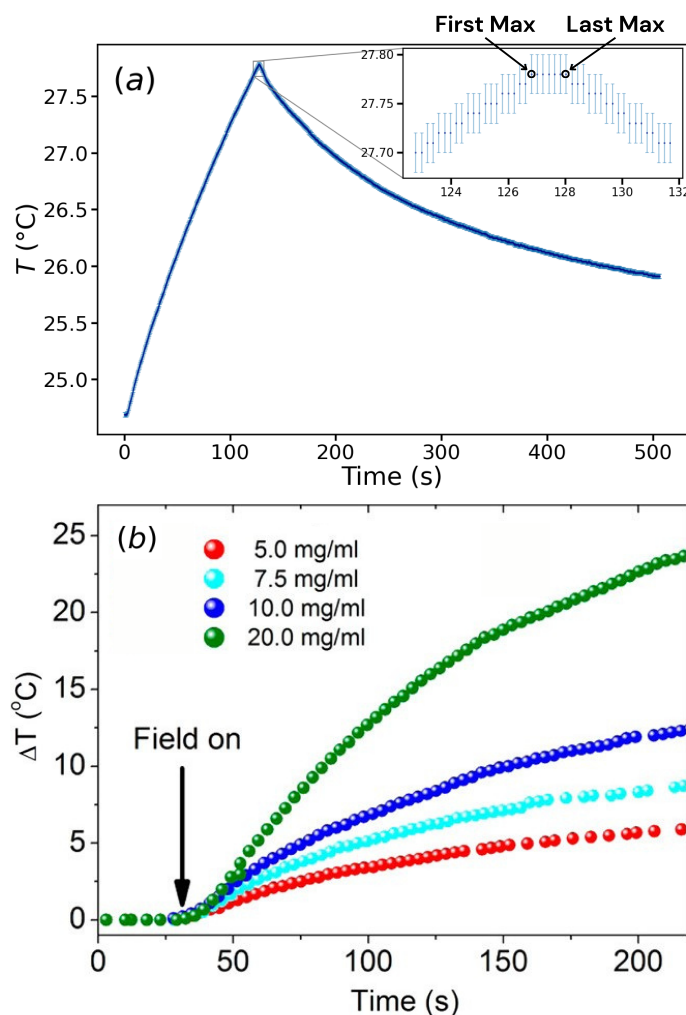 First Max Last Max
(a)
27.80
27.75
27.70
124 126 128 130 132
T (°C)
27.5
27.0
26.5
26.0
25.5
25.0
0 100 200 300 400 500
Time (s)
(b)
5.0 mg/ml
7.5 mg/ml
10.0 mg/ml
20.0 mg/ml
Field on
ΔT (°C)
25
20
15
10
5
0
0 50 100 150 200
Time (s)